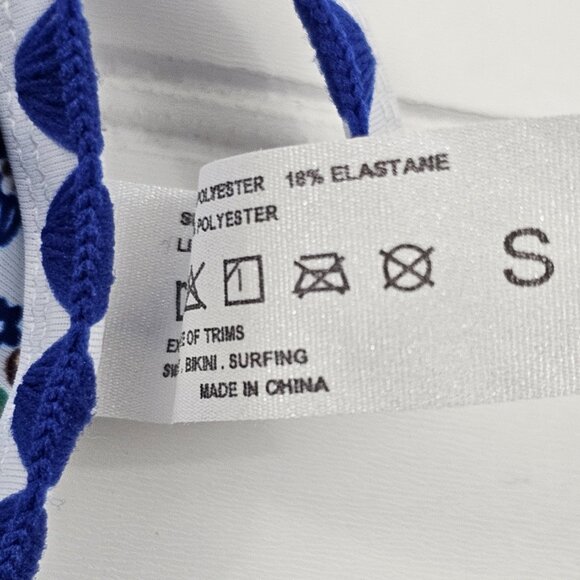 POLYESTER 18% ELASTANE
POLYESTER
E OF TRIMS
BIKINI . SURFING
MADE IN CHINA
S